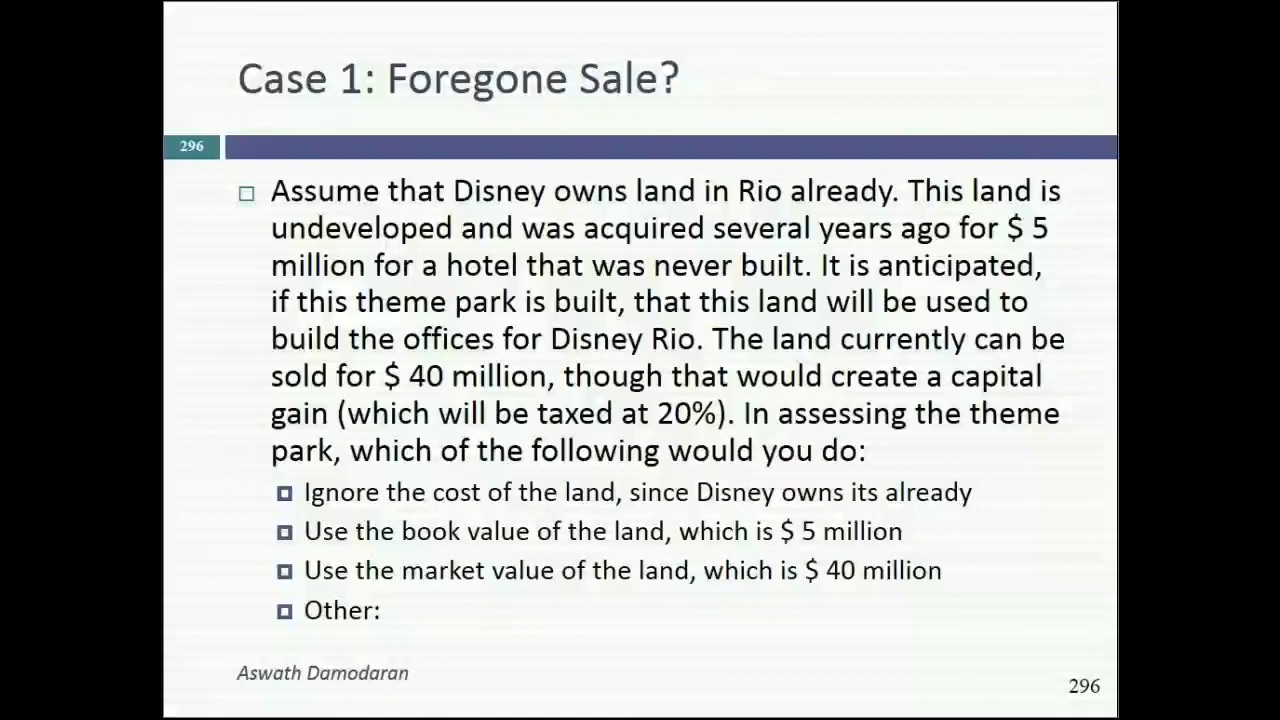 Case 1: Foregone Sale?
296
Assume that Disney owns land in Rio already. This land is
undeveloped and was acquired several years ago for $ 5
million for a hotel that was never built. It is anticipated,
if this theme park is built, that this land will be used to
build the offices for Disney Rio. The land currently can be
sold for $ 40 million, though that would create a capital
gain (which will be taxed at 20%). In assessing the theme
park, which of the following would you do:
Ignore the cost of the land, since Disney owns its already
Use the book value of the land, which is $ 5 million
Use the market value of the land, which is $ 40 million
Other:
Aswath Damodaran
296